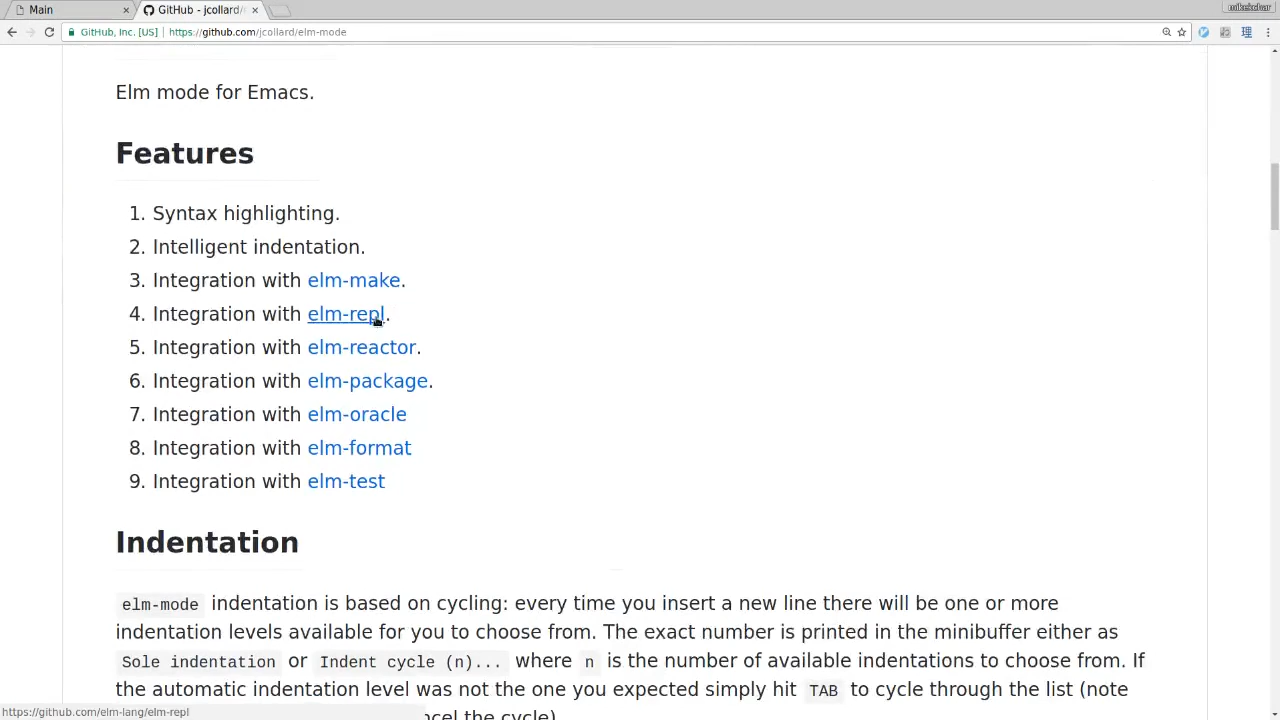 Main
GitHub - jcollard/
mikekchar
GitHub, Inc. [US]
https://github.com/jcollard/elm-mode
Elm mode for Emacs.
Features
1. Syntax highlighting.
2. Intelligent indentation.
3. Integration with elm-make.
4. Integration with elm-repl.
5. Integration with elm-reactor.
6. Integration with elm-package.
7. Integration with elm-oracle
8. Integration with elm-format
9. Integration with elm-test
Indentation
elm-mode indentation is based on cycling: every time you insert a new line there will be one or more
indentation levels available for you to choose from. The exact number is printed in the minibuffer either as
Sole indentation or Indent cycle (n)... where n is the number of available indentations to choose from. If
the automatic indentation level was not the one you expected simply hit TAB to cycle through the list (note
ncel the cycle)
https://github.com/elm-lang/elm-repl